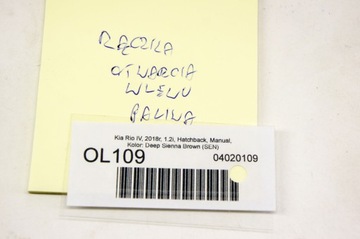 RĄCZKA
OTWARCIA
WLEWU
PALIWA
Kia Rio IV, 2018r, 1.2i, Hatchback, Manual,
Kolor: Deep Sienna Brown (SEN)
OL109 04020109